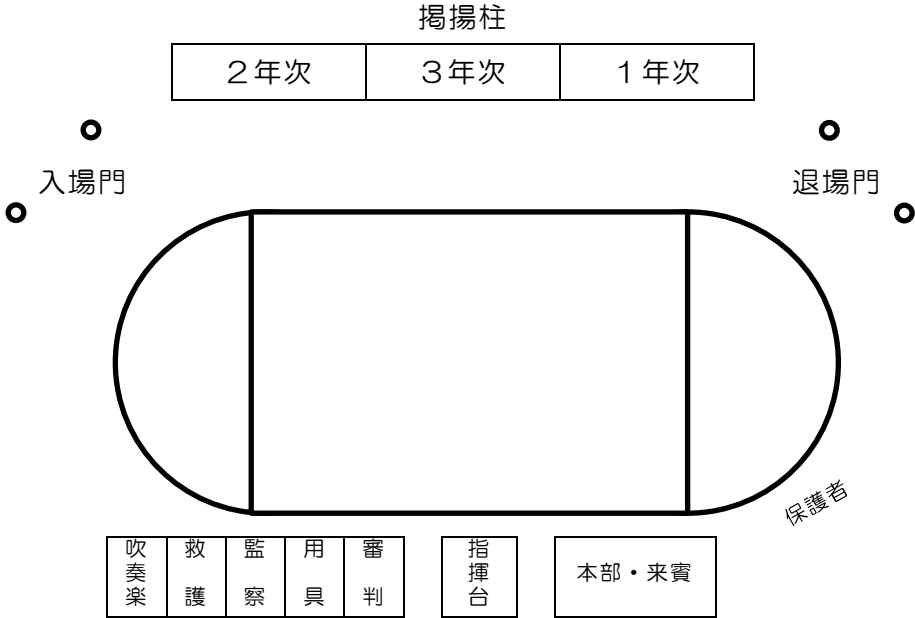 掲揚柱
２年次
３年次
１年次
入場門
退場門
保護者
吹奏楽
救護
監察
用具
審判
指揮台
本部・来賓